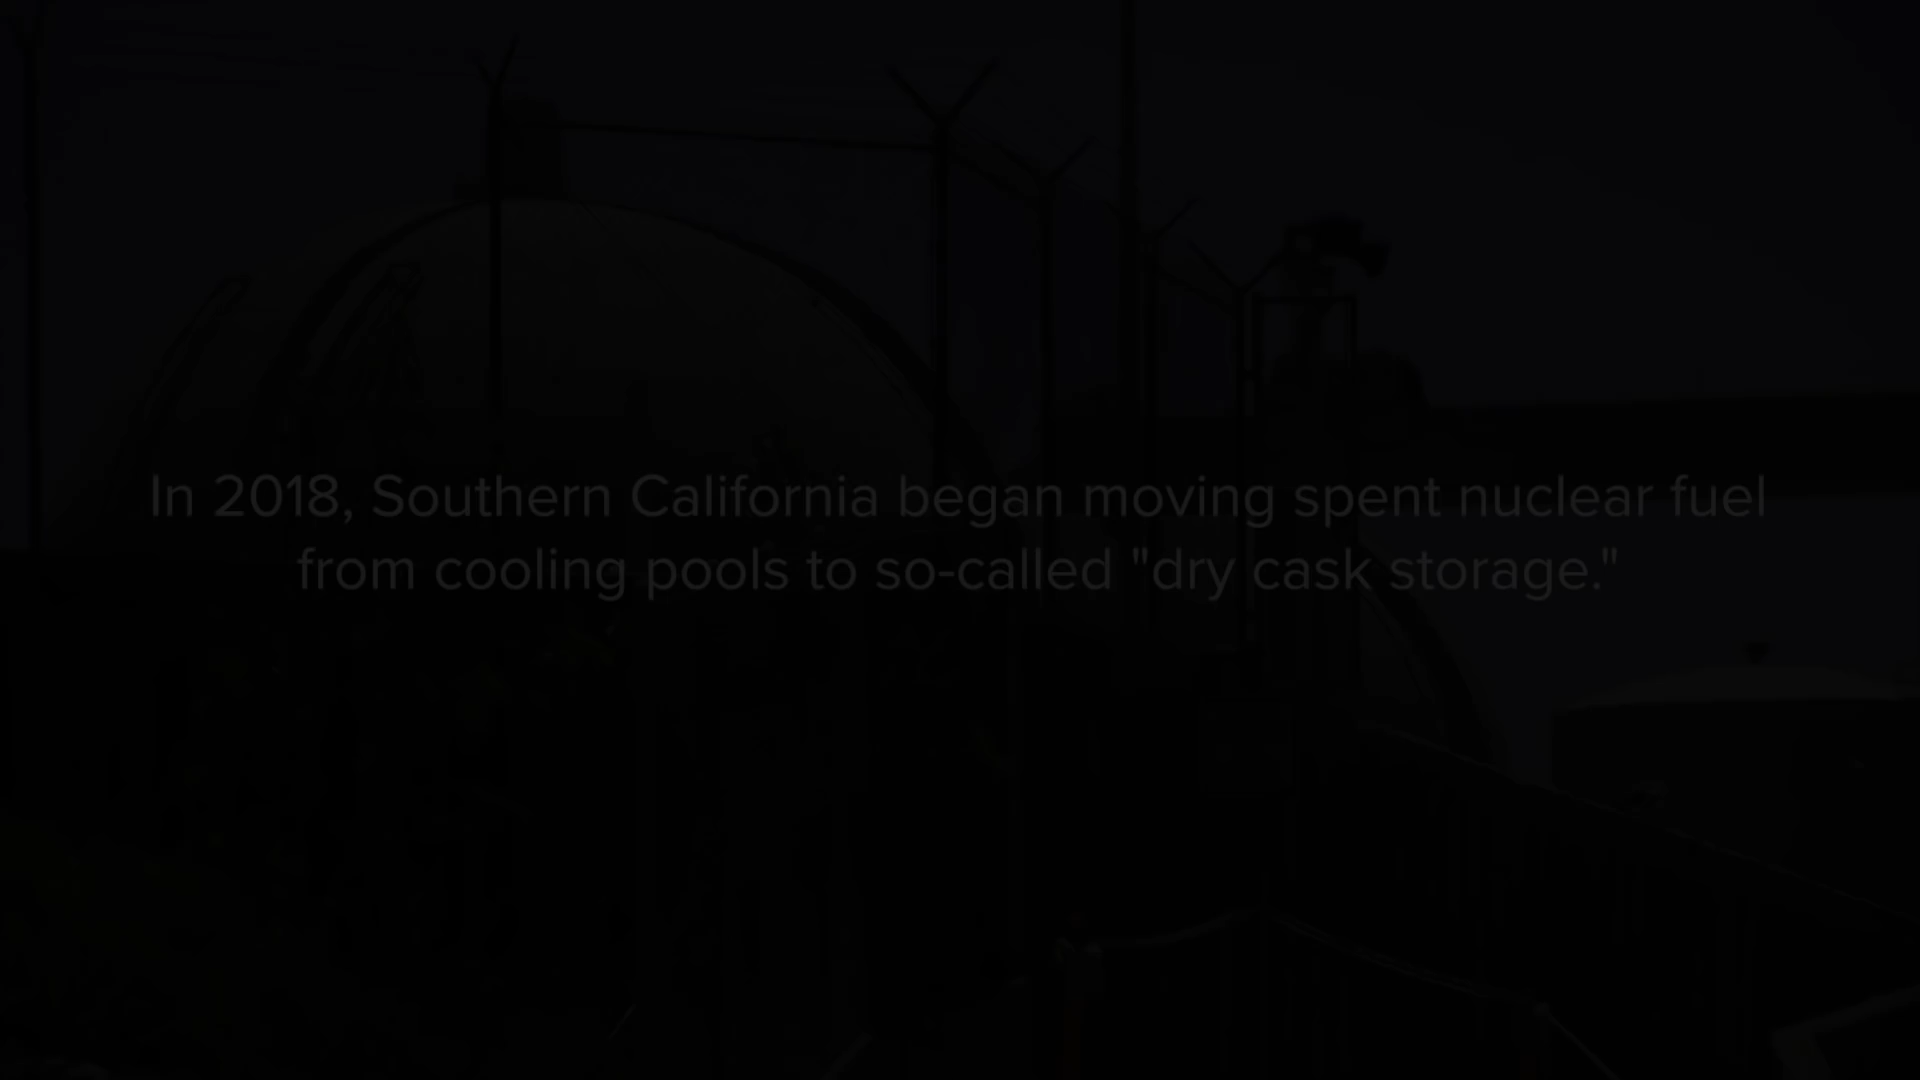 In 2018, Southern California began moving spent nuclear fuel
from cooling pools to so-called "dry cask storage."